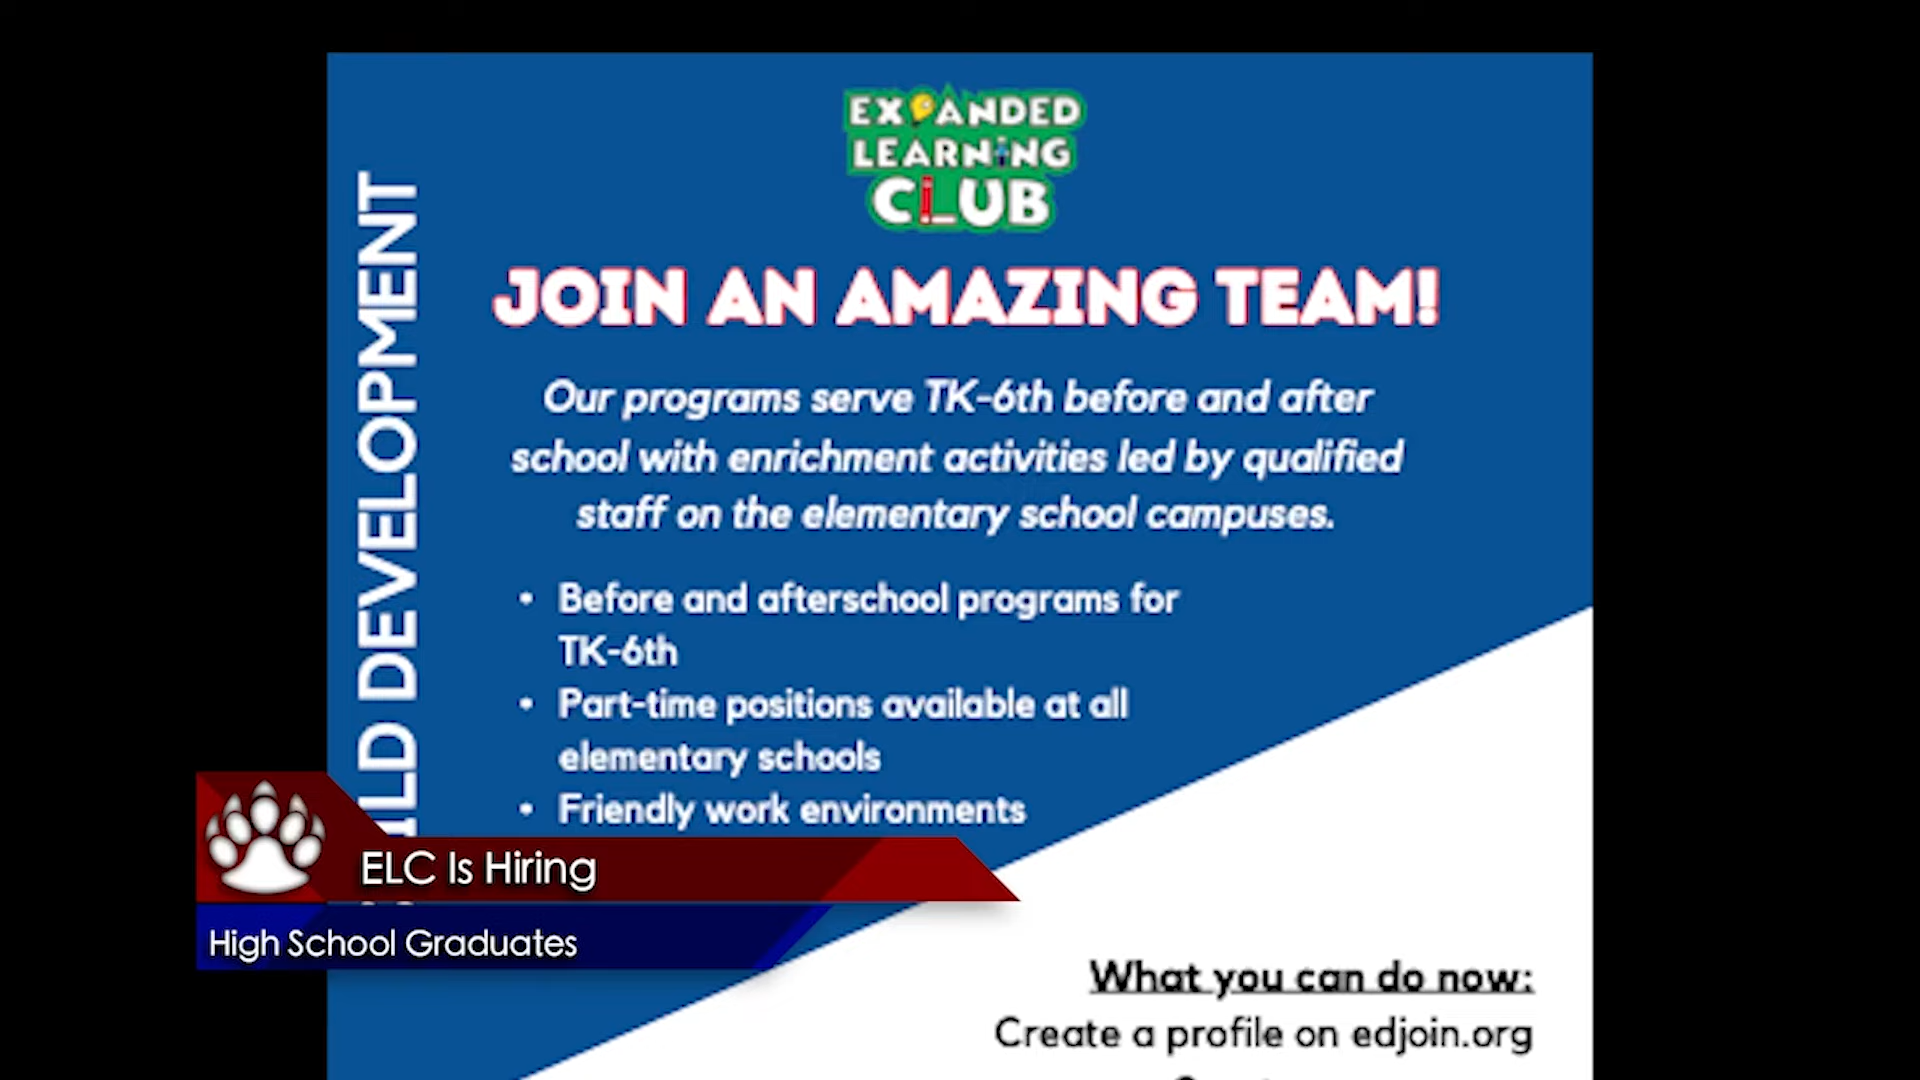 EXPANDED
LEARNING
CLUB
JOIN AN AMAZING TEAM!
Our programs serve TK-6th before and after
school with enrichment activities led by qualified
staff on the elementary school campuses.
• Before and afterschool programs for
TK-6th
• Part-time positions available at all
elementary schools
• Friendly work environments
ILD DEVELOPMENT
ELC Is Hiring
High School Graduates
What you can do now:
Create a profile on edjoin.org